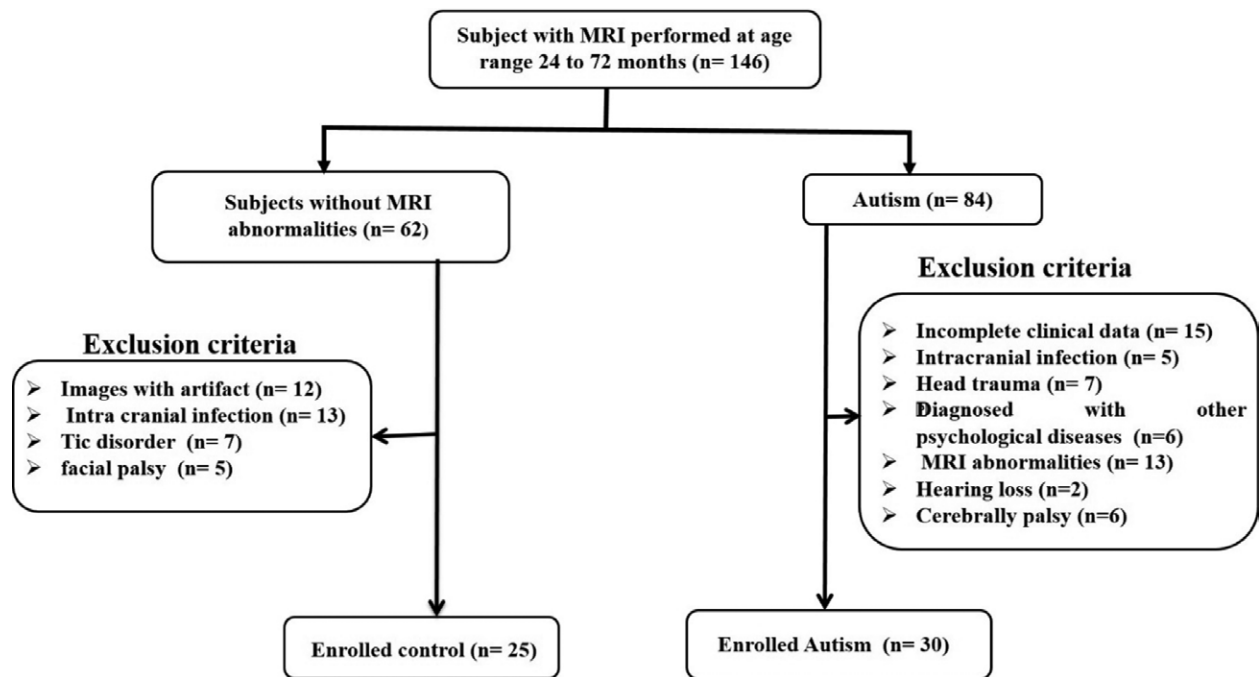 Subject with MRI performed at age
range 24 to 72 months (n= 146)
Subjects without MRI
abnormalities (n= 62)
Autism (n= 84)
Exclusion criteria
Images with artifact (n= 12)
Intra cranial infection (n= 13)
Tic disorder (n= 7)
facial palsy (n= 5)
Exclusion criteria
Incomplete clinical data (n= 15)
Intracranial infection (n= 5)
Head trauma (n= 7)
Diagnosed with other
psychological diseases (n=6)
MRI abnormalities (n= 13)
Hearing loss (n=2)
Cerebrally palsy (n=6)
Enrolled control (n= 25)
Enrolled Autism (n= 30)